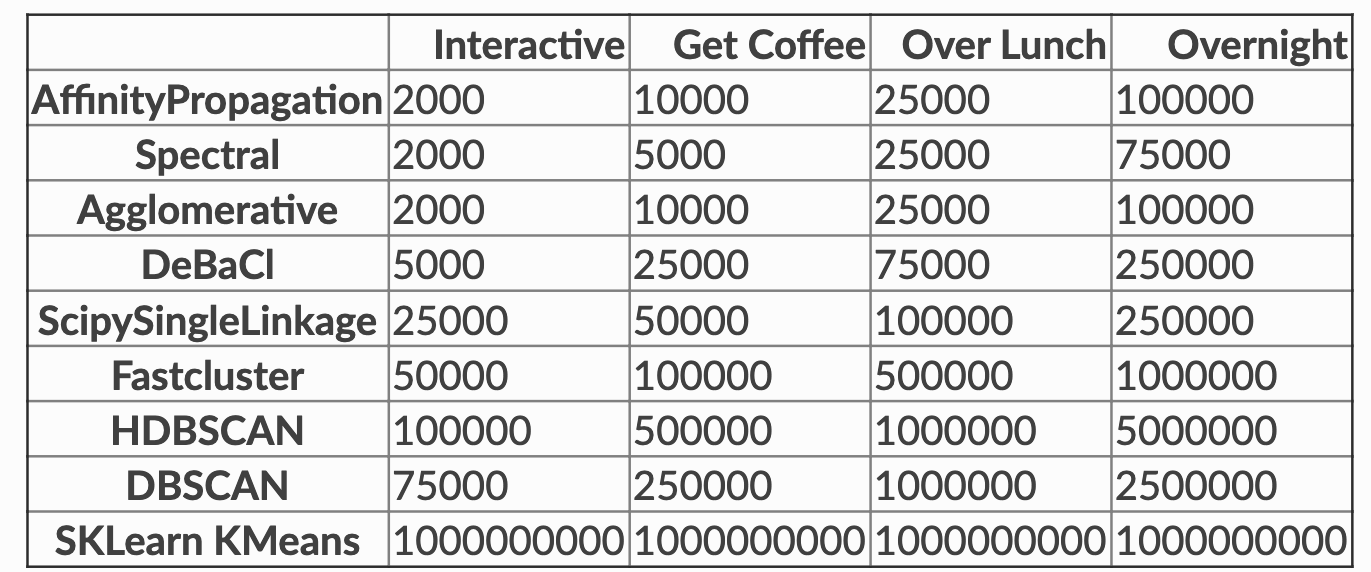 Interactive Get Coffee Over Lunch Overnight
AffinityPropagation 2000 10000 25000 100000
Spectral 2000 5000 25000 75000
Agglomerative 2000 10000 25000 100000
DeBaCl 5000 25000 75000 250000
ScipySingleLinkage 25000 50000 100000 250000
Fastcluster 50000 100000 500000 1000000
HDBSCAN 100000 500000 1000000 5000000
DBSCAN 75000 250000 1000000 2500000
SKLearn KMeans 1000000000 1000000000 1000000000 1000000000